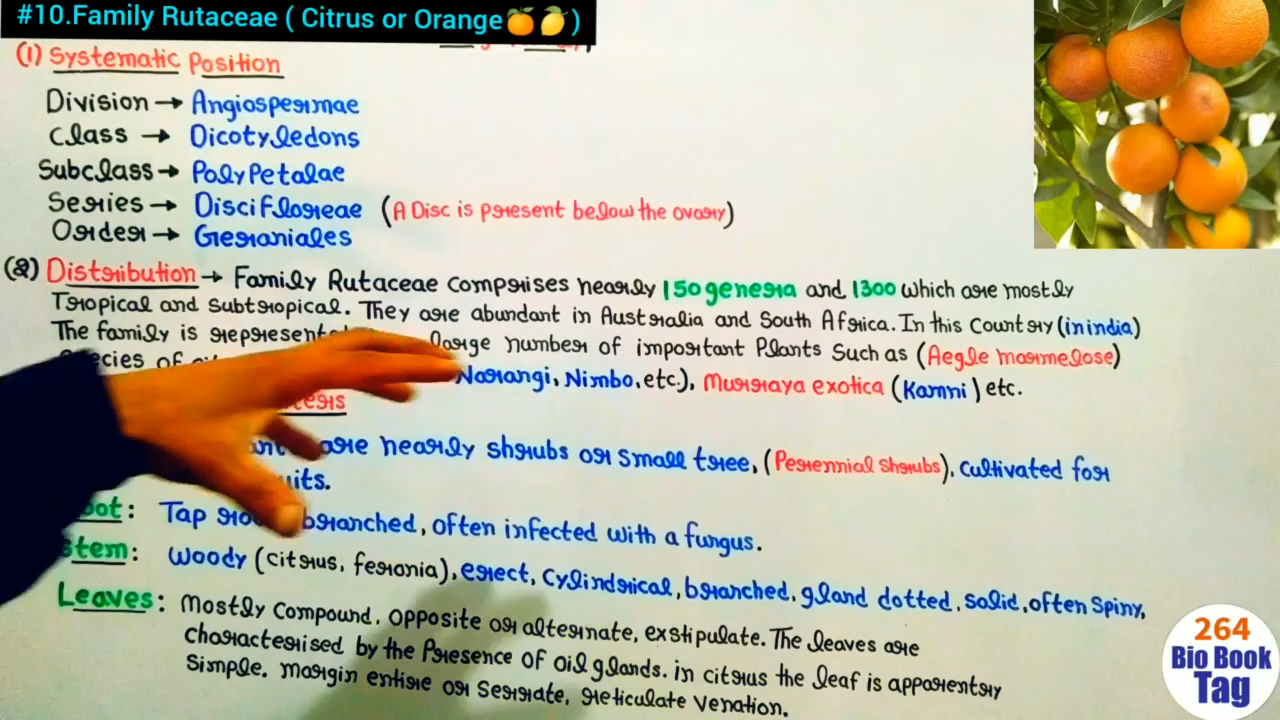 #10.Family Rutaceae ( Citrus or Orange🍊🍋)
(1) Systematic Position
Division → Angiospermae
Class → Dicotyledons
Subclass → PolyPetalae
Series → Discifloreae (A Disc is present below the ovary)
Order → Geraniales
(2) Distribution → Family Rutaceae comprises nearly 150 genera and 1300 which are mostly
Tropical and subtropical. They are abundant in Australia and South Africa. In this Country (in india)
The family is represent large number of important Plants Such as (Aegle marmelose)
Narangi, Nimbo, etc.), Murraya exotica (Kamni) etc.
are nearly shrubs or small tree, (Perennial shrubs). cultivated for
Tap branched, often infected with a fungus.
Stem: Woody (citrus, feronia), erect, cylindrical, branched, gland dotted, solid, often Spiny,
Leaves: Mostly Compound, opposite or alternate, exstipulate. The leaves are
characterised by the Presence of oil glands. in citrus the leaf is apparentry
Simple. Margin entire or Serrate, reticulate venation.
264
Bio Book
Tag